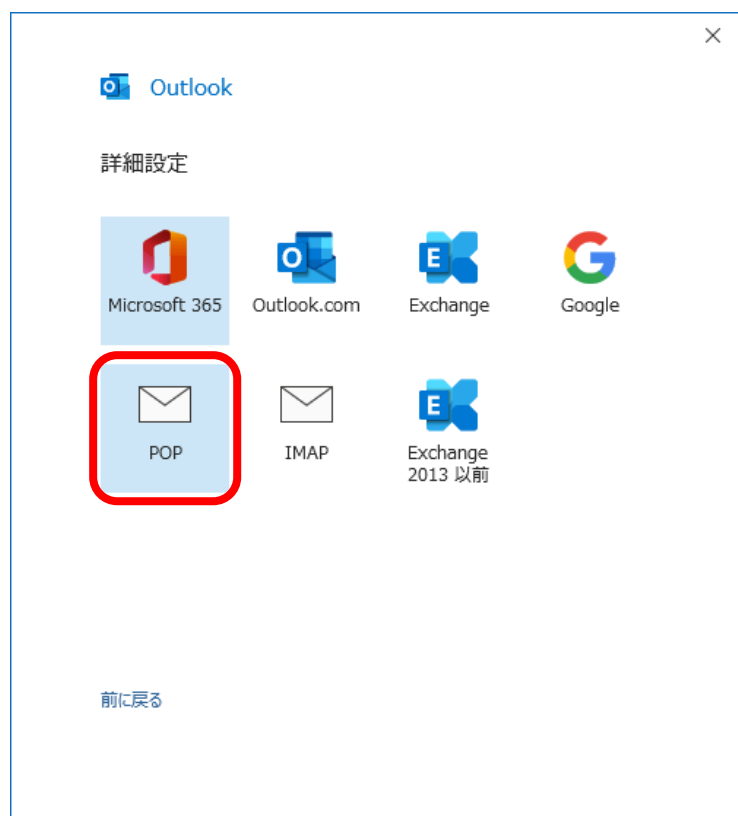 Outlook
詳細設定
Microsoft 365
Outlook.com
Exchange
Google
POP
IMAP
Exchange
2013 以前
前に戻る